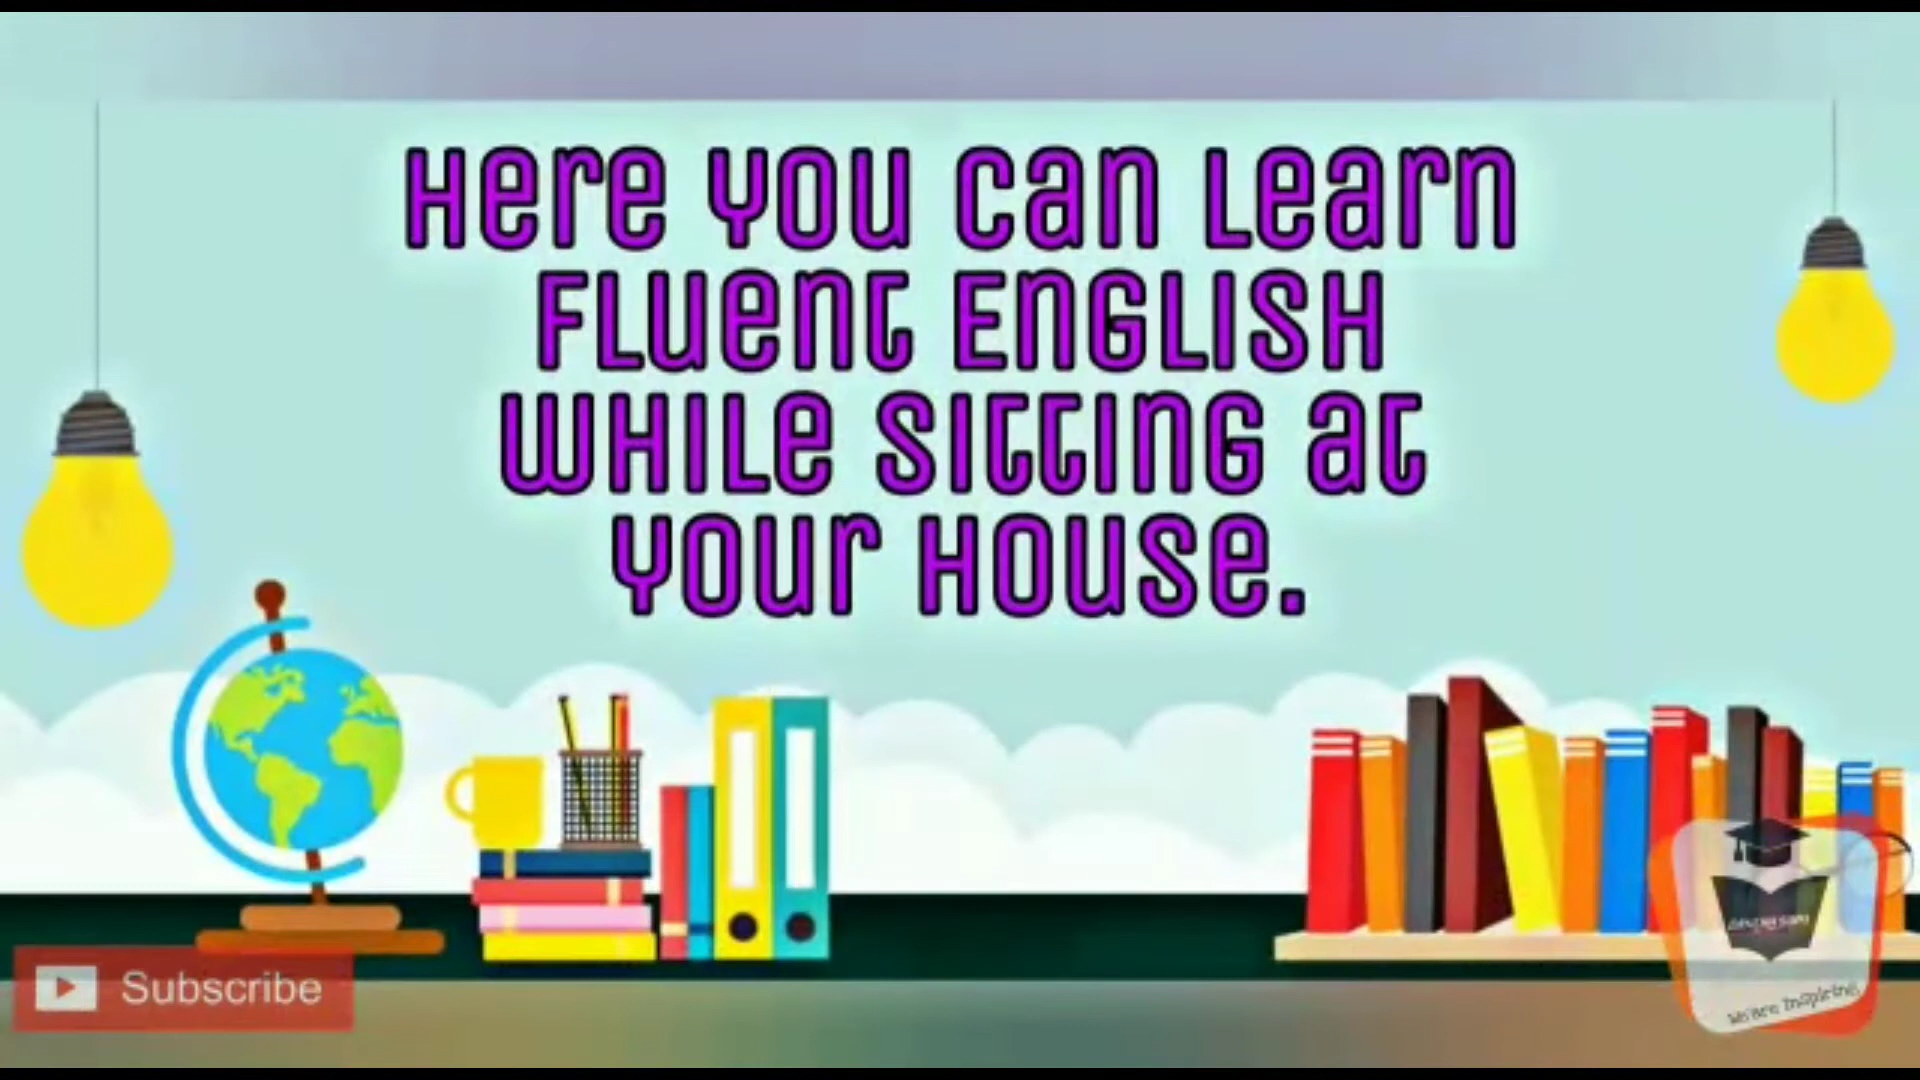 Here you can learn
Fluent English
while sitting at
your house.
Subscribe
We are Inspiring